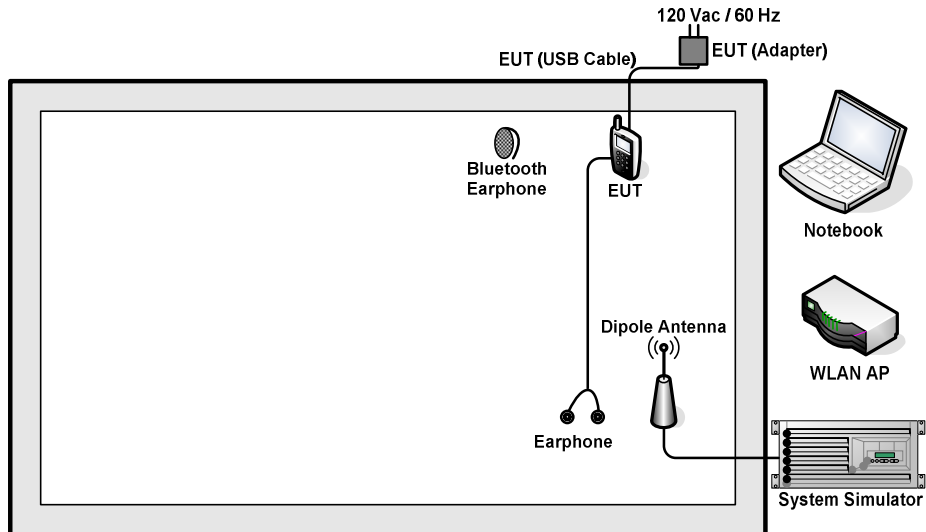 120 Vac / 60 Hz
EUT (USB Cable)
EUT (Adapter)
Bluetooth
Earphone
EUT
Notebook
Dipole Antenna
WLAN AP
Earphone
System Simulator